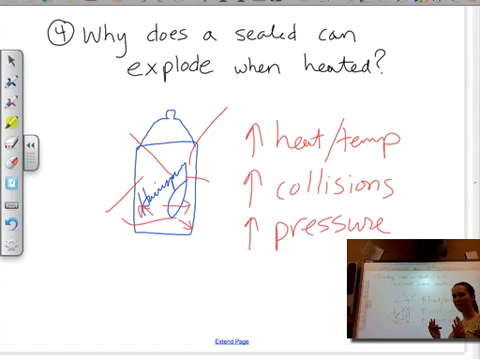 ④ Why does a sealed can
explode when heated?
↑ heat/temp
↑ collisions
↑ pressure
Extend Page